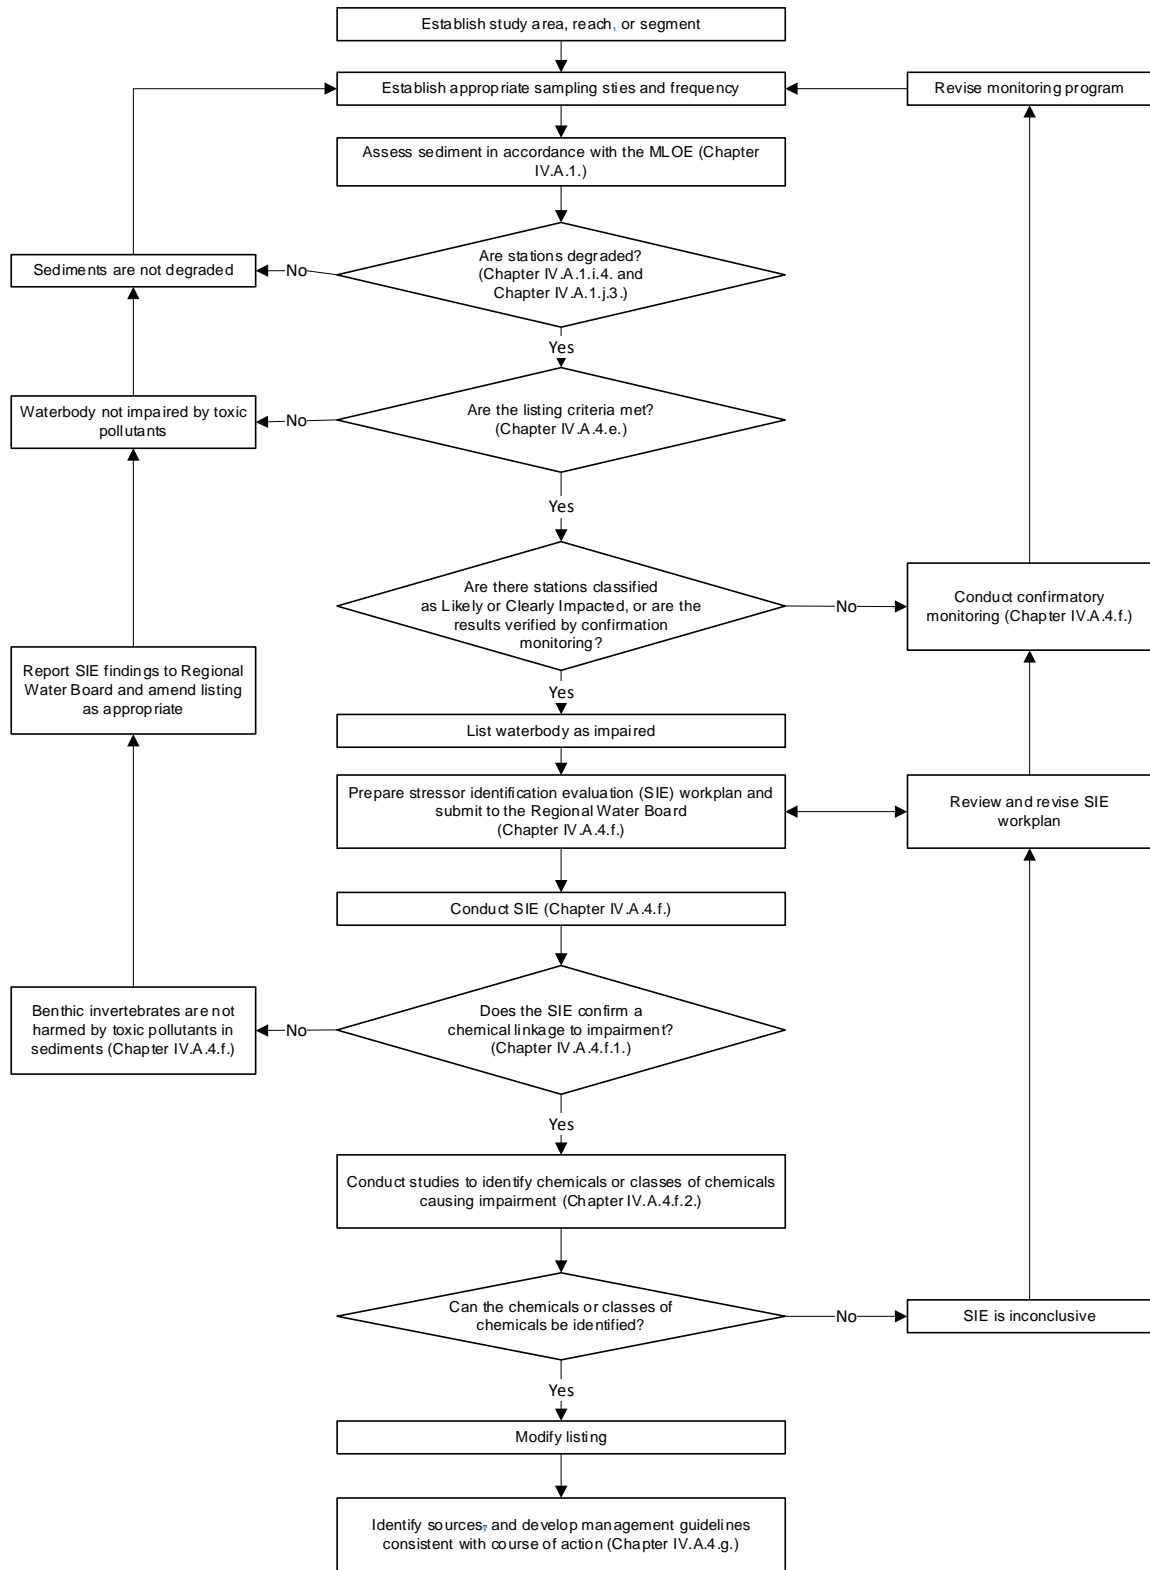 Establish study area, reach, or segment
Establish appropriate sampling sties and frequency
Revise monitoring program
Assess sediment in accordance with the MLOE (Chapter
IV.A.1.)
Are stations degraded?
(Chapter IV.A.1.i.4. and
Chapter IV.A.1.j.3.)
No
Sediments are not degraded
Yes
Are the listing criteria met?
(Chapter IV.A.4.e.)
No
Waterbody not impaired by toxic
pollutants
Yes
Are there stations classified
as Likely or Clearly Impacted, or are the
results verified by confirmation
monitoring?
No
Conduct confirmatory
monitoring (Chapter IV.A.4.f.)
Report SIE findings to Regional
Water Board and amend listing
as appropriate
Yes
List waterbody as impaired
Prepare stressor identification evaluation (SIE) workplan and
submit to the Regional Water Board
(Chapter IV.A.4.f.)
Review and revise SIE
workplan
Conduct SIE (Chapter IV.A.4.f.)
Does the SIE confirm a
chemical linkage to impairment?
(Chapter IV.A.4.f.1.)
No
Benthic invertebrates are not
harmed by toxic pollutants in
sediments (Chapter IV.A.4.f.)
Yes
Conduct studies to identify chemicals or classes of chemicals
causing impairment (Chapter IV.A.4.f.2.)
Can the chemicals or classes of
chemicals be identified?
No
SIE is inconclusive
Yes
Modify listing
Identify sources, and develop management guidelines
consistent with course of action (Chapter IV.A.4.g.)